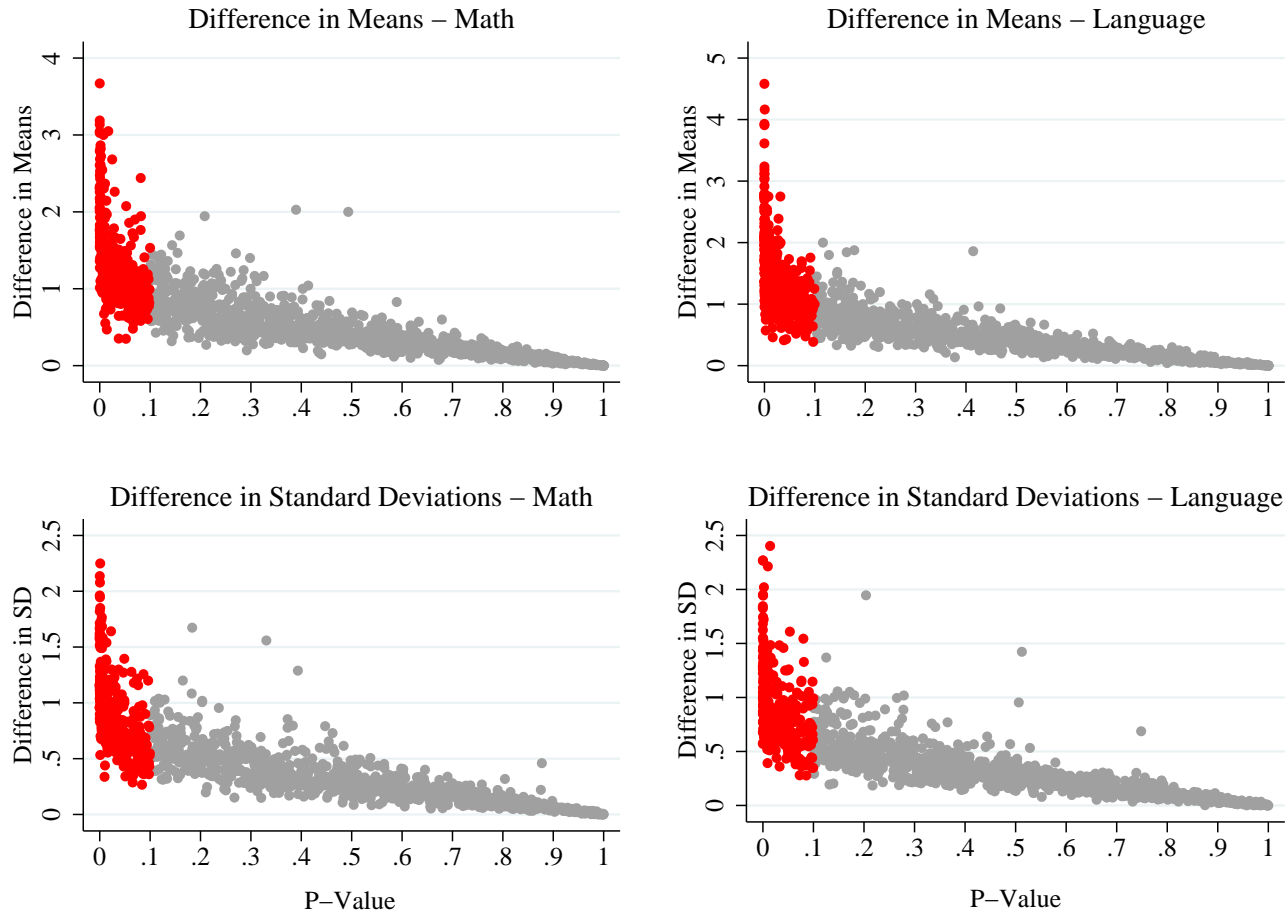 Difference in Means – Math
Difference in Means
4
3
2
1
0
0 .1 .2 .3 .4 .5 .6 .7 .8 .9 1
Difference in Means – Language
Difference in Means
5
4
3
2
1
0
0 .1 .2 .3 .4 .5 .6 .7 .8 .9 1
Difference in Standard Deviations – Math
Difference in SD
2.5
2
1.5
1
.5
0
0 .1 .2 .3 .4 .5 .6 .7 .8 .9 1
P–Value
Difference in Standard Deviations – Language
Difference in SD
2.5
2
1.5
1
.5
0
0 .1 .2 .3 .4 .5 .6 .7 .8 .9 1
P–Value